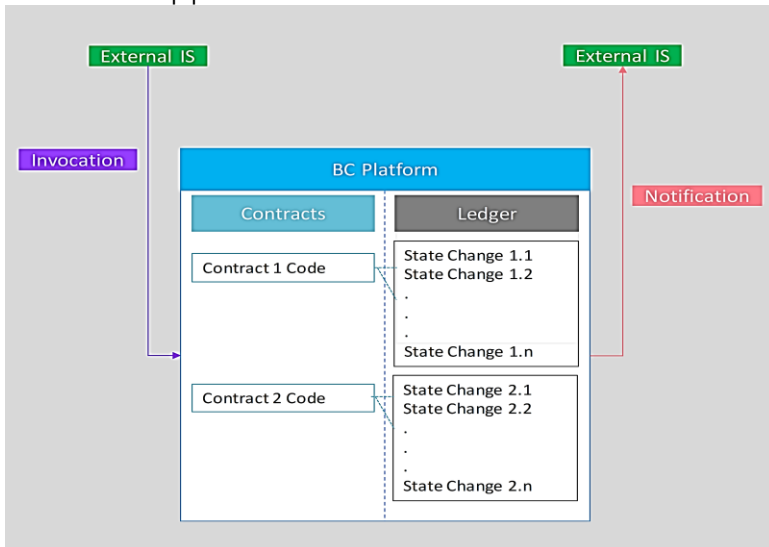 External IS
External IS
Invocation
BC Platform
Notification
Contracts
Ledger
Contract 1 Code
State Change 1.1
State Change 1.2
.
.
.
State Change 1.n
Contract 2 Code
State Change 2.1
State Change 2.2
.
.
.
State Change 2.n